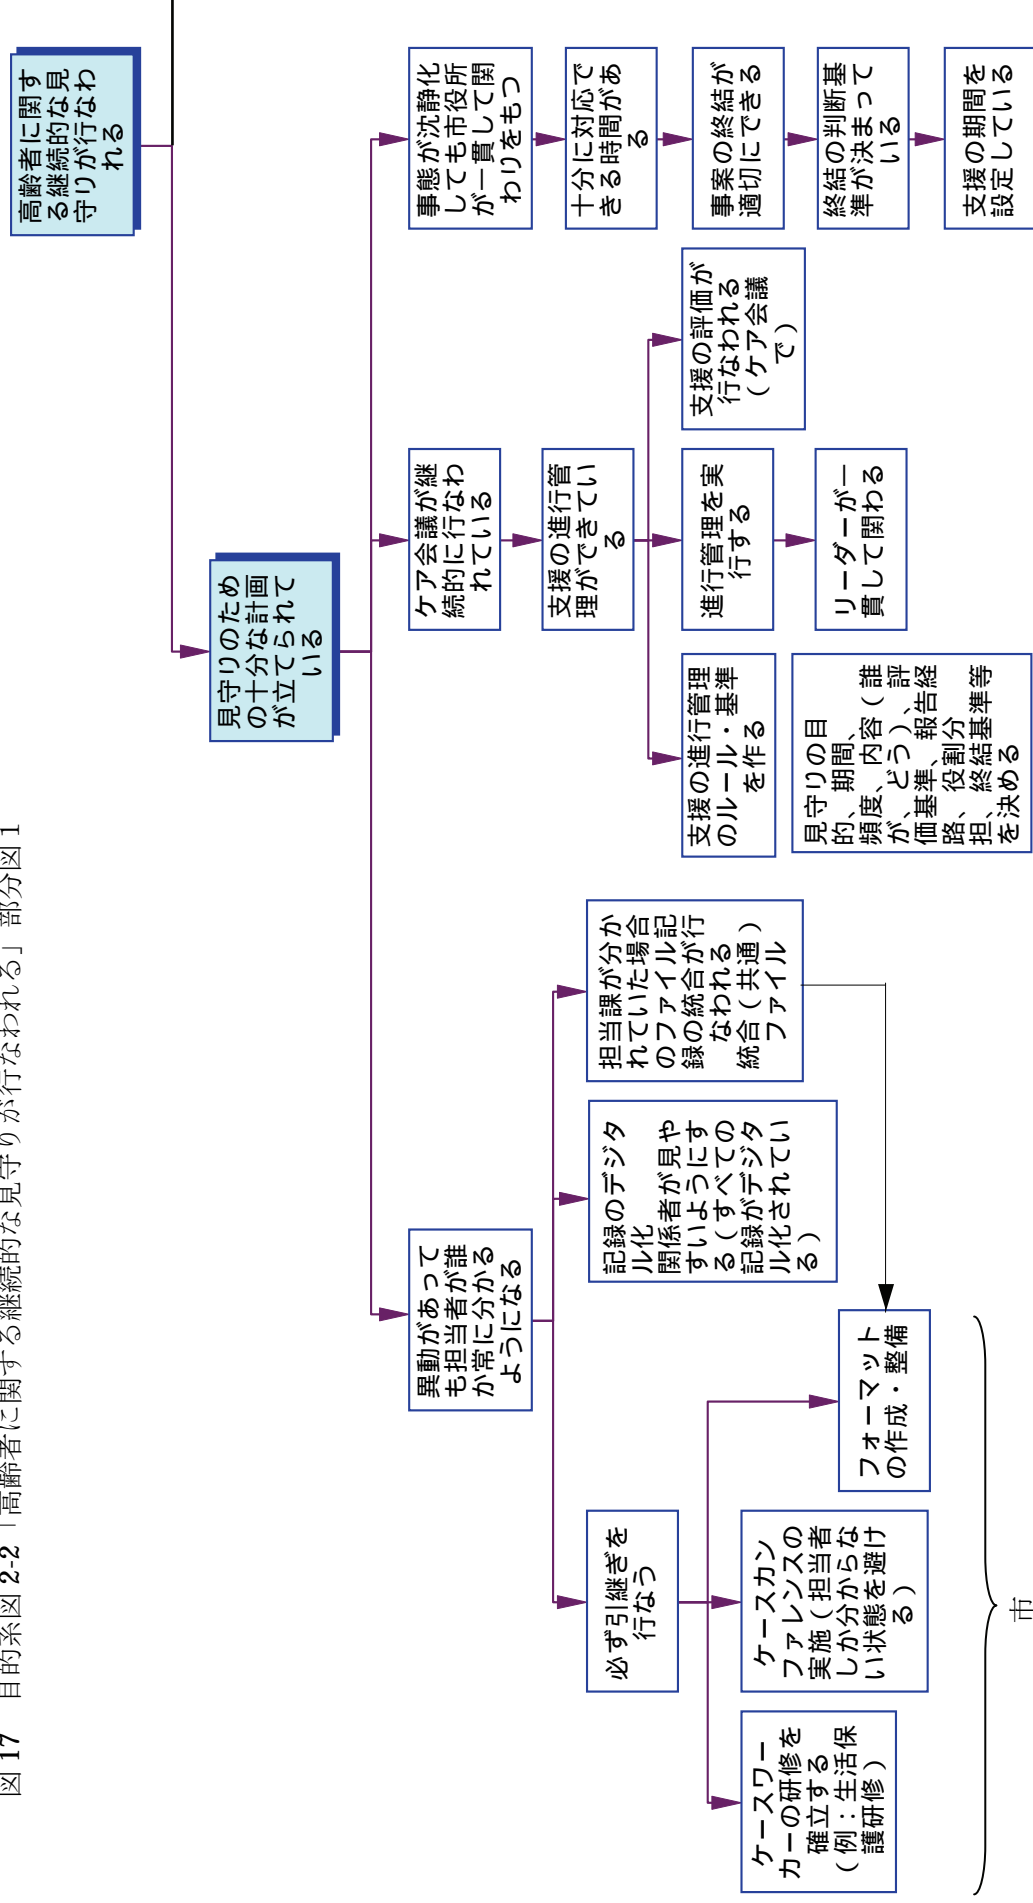 図 17　目的系図 2-2「高齢者に関する継続的な見守りが行なわれる」部分図 1
高齢者に関す
る継続的な見
守りが行なわ
れる
見守りのため
の十分な計画
が立てられて
いる
異動があって
も担当者が誰
か常に分かる
ようになる
ケア会議が継
続的に行なわ
れている
事態が沈静化
しても市役所
が一貫して関
わりをもつ
必ず引継ぎを
行なう
記録のデジタ
ル化
関係者が見や
すいようにす
る（すべての
記録がデジタ
ル化されてい
る）
担当課が分か
れていた場合
のファイル記
録の統合が行
なわれる
統合（共通）
ファイル
支援の進行管
理ができてい
る
十分に対応で
きる時間があ
る
ケースワー
カーの研修を
確立する
（例：生活保
護研修）
ケースカン
ファレンスの
実施（担当者
しか分からな
い状態を避け
る）
フォーマット
の作成・整備
支援の進行管理
のルール・基準
を作る
進行管理を実
行する
支援の評価が
行なわれる
（ケア会議
で）
事案の終結が
適切にできる
見守りの目
的、期間、
頻度、内容（誰
が、どう）、評
価基準、報告経
路、役割分
担、終結基準等
を決める
リーダーが一
貫して関わる
終結の判断基
準が決まって
いる
支援の期間を
設定している
市